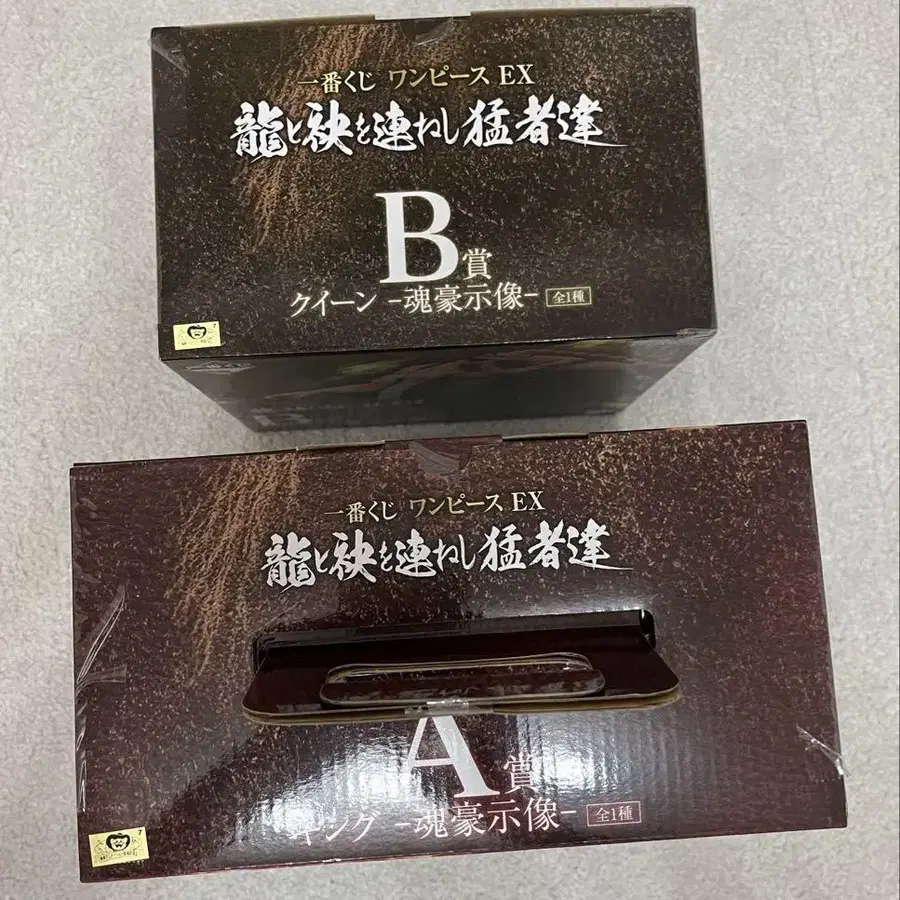 一番くじ ワンピース EX
龍と袂を連ねし猛者達
B賞
クイーン -魂豪示像- 全1種
一番くじ ワンピース EX
龍と袂を連ねし猛者達
A賞
キング -魂豪示像- 全1種